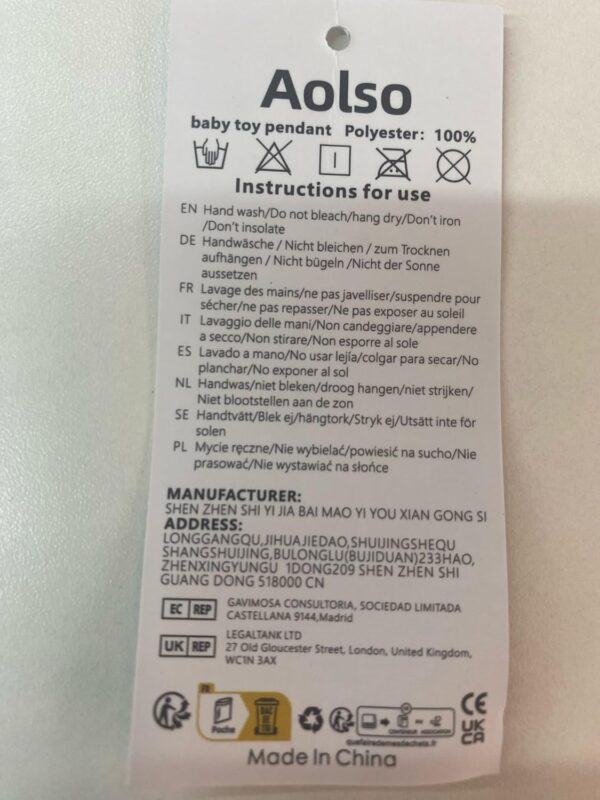 Aolso
baby toy pendant Polyester: 100%
Instructions for use
EN Hand wash/Do not bleach/hang dry/Don't iron
/Don't insolate
DE Handwäsche / Nicht bleichen / zum Trocknen
aufhängen / Nicht bügeln /Nicht der Sonne
aussetzen
FR Lavage des mains/ne pas javelliser/suspendre pour
sécher/ne pas repasser/Ne pas exposer au soleil
IT Lavaggio delle mani/Non candeggiare/appendere
a secco/Non stirare/Non esporre al sole
ES Lavado a mano/No usar lejía/colgar para secar/No
planchar/No exponer al sol
NL Handwas/niet bleken/droog hangen/niet strijken/
Niet blootstellen aan de zon
SE Handtvätt/Blek ej/hängtork/Stryk ej/Utsätt inte för
solen
PL Mycie ręczne/Nie wybielać/powiesić na sucho/Nie
prasować/Nie wystawiać na słońce
MANUFACTURER:
SHEN ZHEN SHI YI JIA BAI MAO YI YOU XIAN GONG SI
ADDRESS:
LONGGANGQU,JIHUAJIEDAO,SHUIJINGSHEQU
SHANGSHUIJING,BULONGLU(BUJIDUAN)233HAO,
ZHENXINGYUNGU 1DONG209 SHEN ZHEN SHI
GUANG DONG 518000 CN
EC REP GAVIMOSA CONSULTORIA, SOCIEDAD LIMITADA
CASTELLANA 9144,Madrid
UK REP LEGALTANK LTD
27 Old Gloucester Street, London, United Kingdom,
WC1N 3AX
FR
Poche
BAC DE TRI
quefairedemesdechets.fr
CE
UK
CA
Made In China